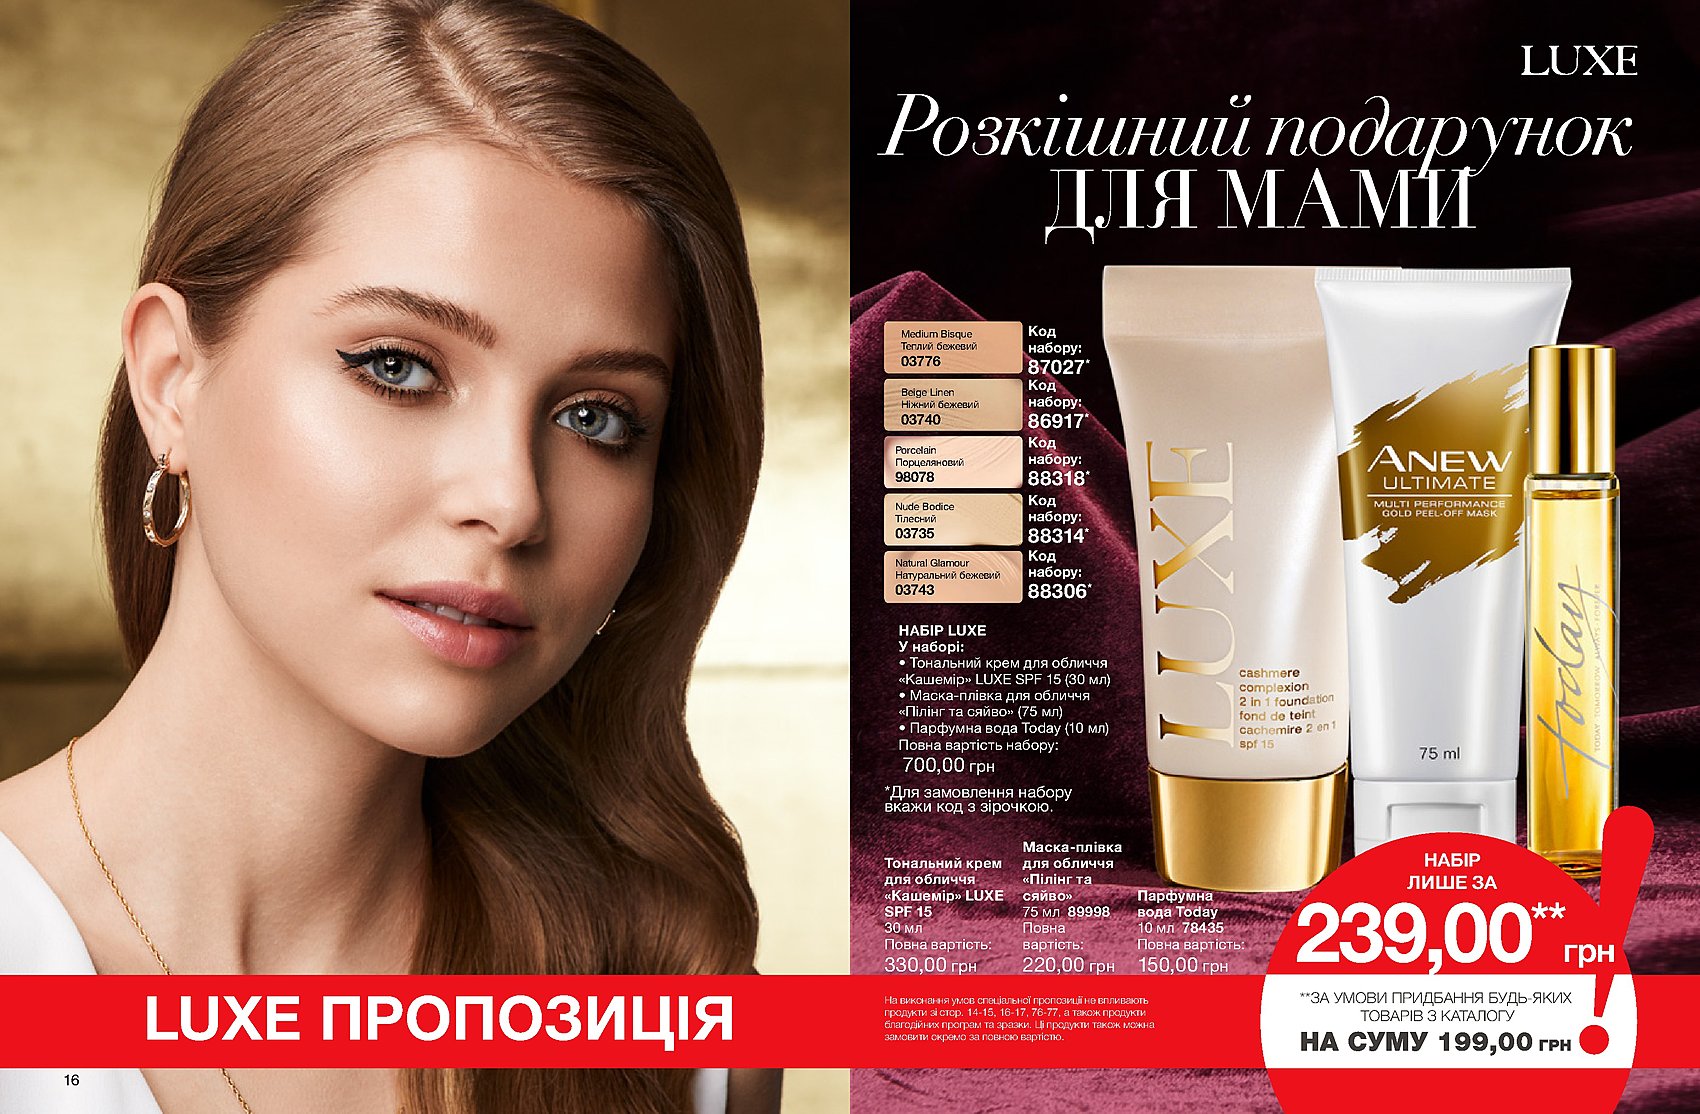 LUXE
Розкішний подарунок
ДЛЯ МАМИ
Medium Bisque
Теплий бежевий
03776
Код
набору:
87027*
Beige Linen
Ніжний бежевий
03740
Код
набору:
86917*
Porcelain
Порцеляновий
98078
Код
набору:
88318*
Nude Bodice
Тілесний
03735
Код
набору:
88314*
Natural Glamour
Натуральний бежевий
03743
Код
набору:
88306*
НАБІР LUXE
У наборі:
• Тональний крем для обличчя
«Кашемір» LUXE SPF 15 (30 мл)
• Маска-плівка для обличчя
«Пілінг та сяйво» (75 мл)
• Парфумна вода Today (10 мл)
Повна вартість набору:
700,00 грн
*Для замовлення набору
вкажи код з зірочкою.
LUXE
cashmere
complexion
2 in 1 foundation
fond de teint
cachemire 2 en 1
spf 15
ANEW
ULTIMATE
MULTI PERFORMANCE
GOLD PEEL-OFF MASK
75 ml
today
TODAY TOMORROW ALWAYS FOREVER
Тональний крем
для обличчя
«Кашемір» LUXE
SPF 15
30 мл
Повна вартість:
330,00 грн
Маска-плівка
для обличчя
«Пілінг та
сяйво»
75 мл 89998
Повна
вартість:
220,00 грн
Парфумна
вода Today
10 мл 78435
Повна вартість:
150,00 грн
НАБІР
ЛИШЕ ЗА
239,00** грн
**ЗА УМОВИ ПРИДБАННЯ БУДЬ-ЯКИХ
ТОВАРІВ З КАТАЛОГУ
НА СУМУ 199,00 ГРН
На виконання умов спеціальної пропозиції не впливають
продукти зі стор. 14-15, 16-17, 76-77, а також продукти
благодійних програм та зразки. Ці продукти також можна
замовити окремо за повною вартістю.
LUXE ПРОПОЗИЦІЯ
16